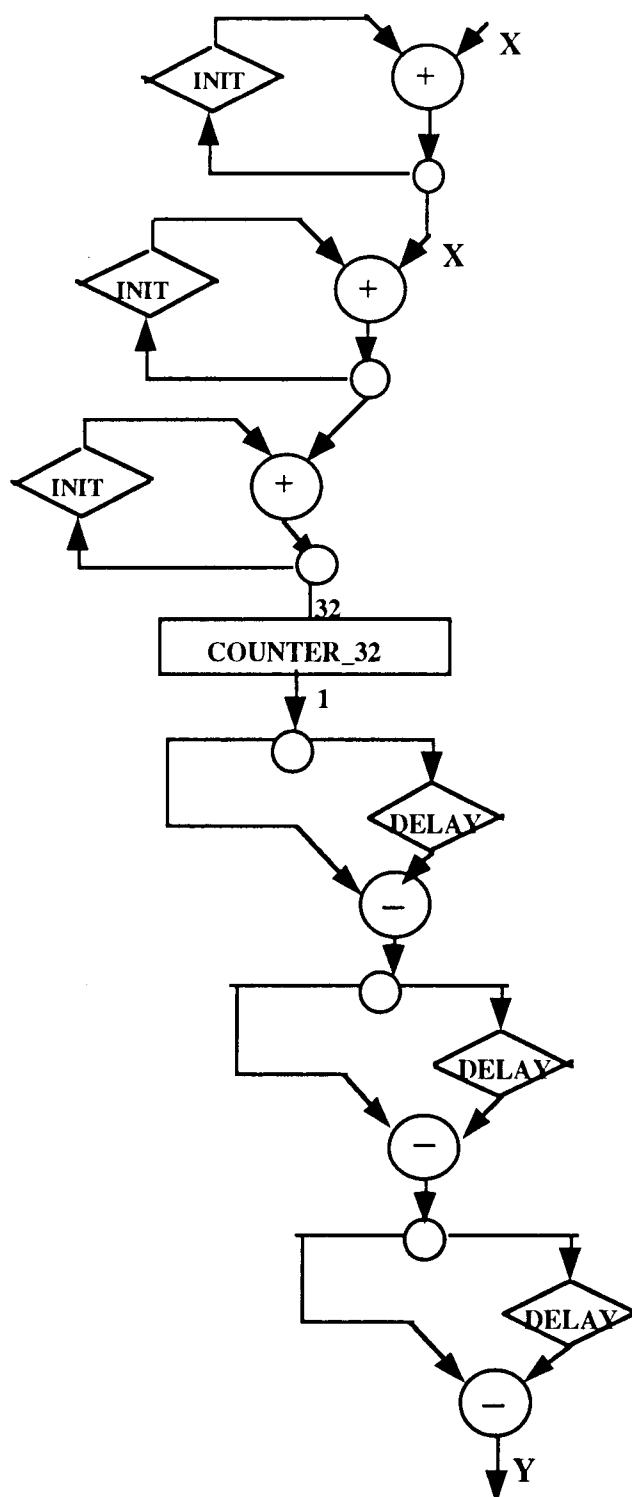 X
INIT
+
X
INIT
+
INIT
+
32
COUNTER_32
1
DELAY
−
DELAY
−
DELAY
−
Y